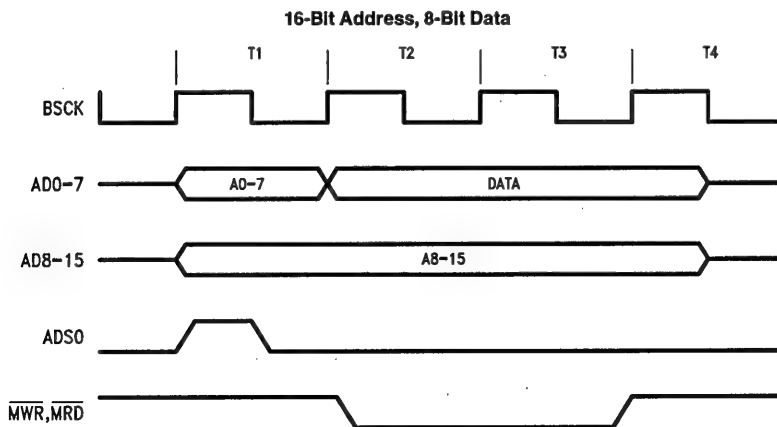 16-Bit Address, 8-Bit Data
T1 T2 T3 T4
BSCK
AD0-7 A0-7 DATA
AD8-15 A8-15
ADS0
MWR,MRD